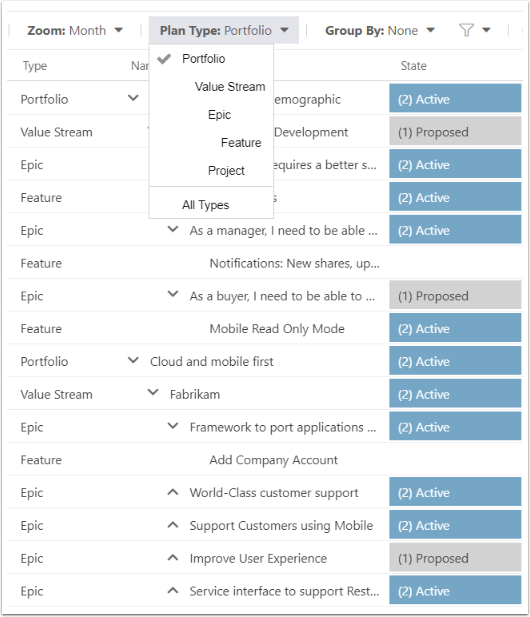 Zoom: Month Plan Type: Portfolio Group By: None
Type Nar State
Portfolio
Value Stream
Epic
Feature
Project
All Types
Portfolio emographic (2) Active
Value Stream Development (1) Proposed
Epic equires a better s... (2) Active
Feature s (2) Active
Epic As a manager, I need to be able ... (2) Active
Feature Notifications: New shares, up...
Epic As a buyer, I need to be able to ... (1) Proposed
Feature Mobile Read Only Mode (2) Active
Portfolio Cloud and mobile first (2) Active
Value Stream Fabrikam (2) Active
Epic Framework to port applications ... (2) Active
Feature Add Company Account
Epic World-Class customer support (2) Active
Epic Support Customers using Mobile (2) Active
Epic Improve User Experience (1) Proposed
Epic Service interface to support Rest... (2) Active